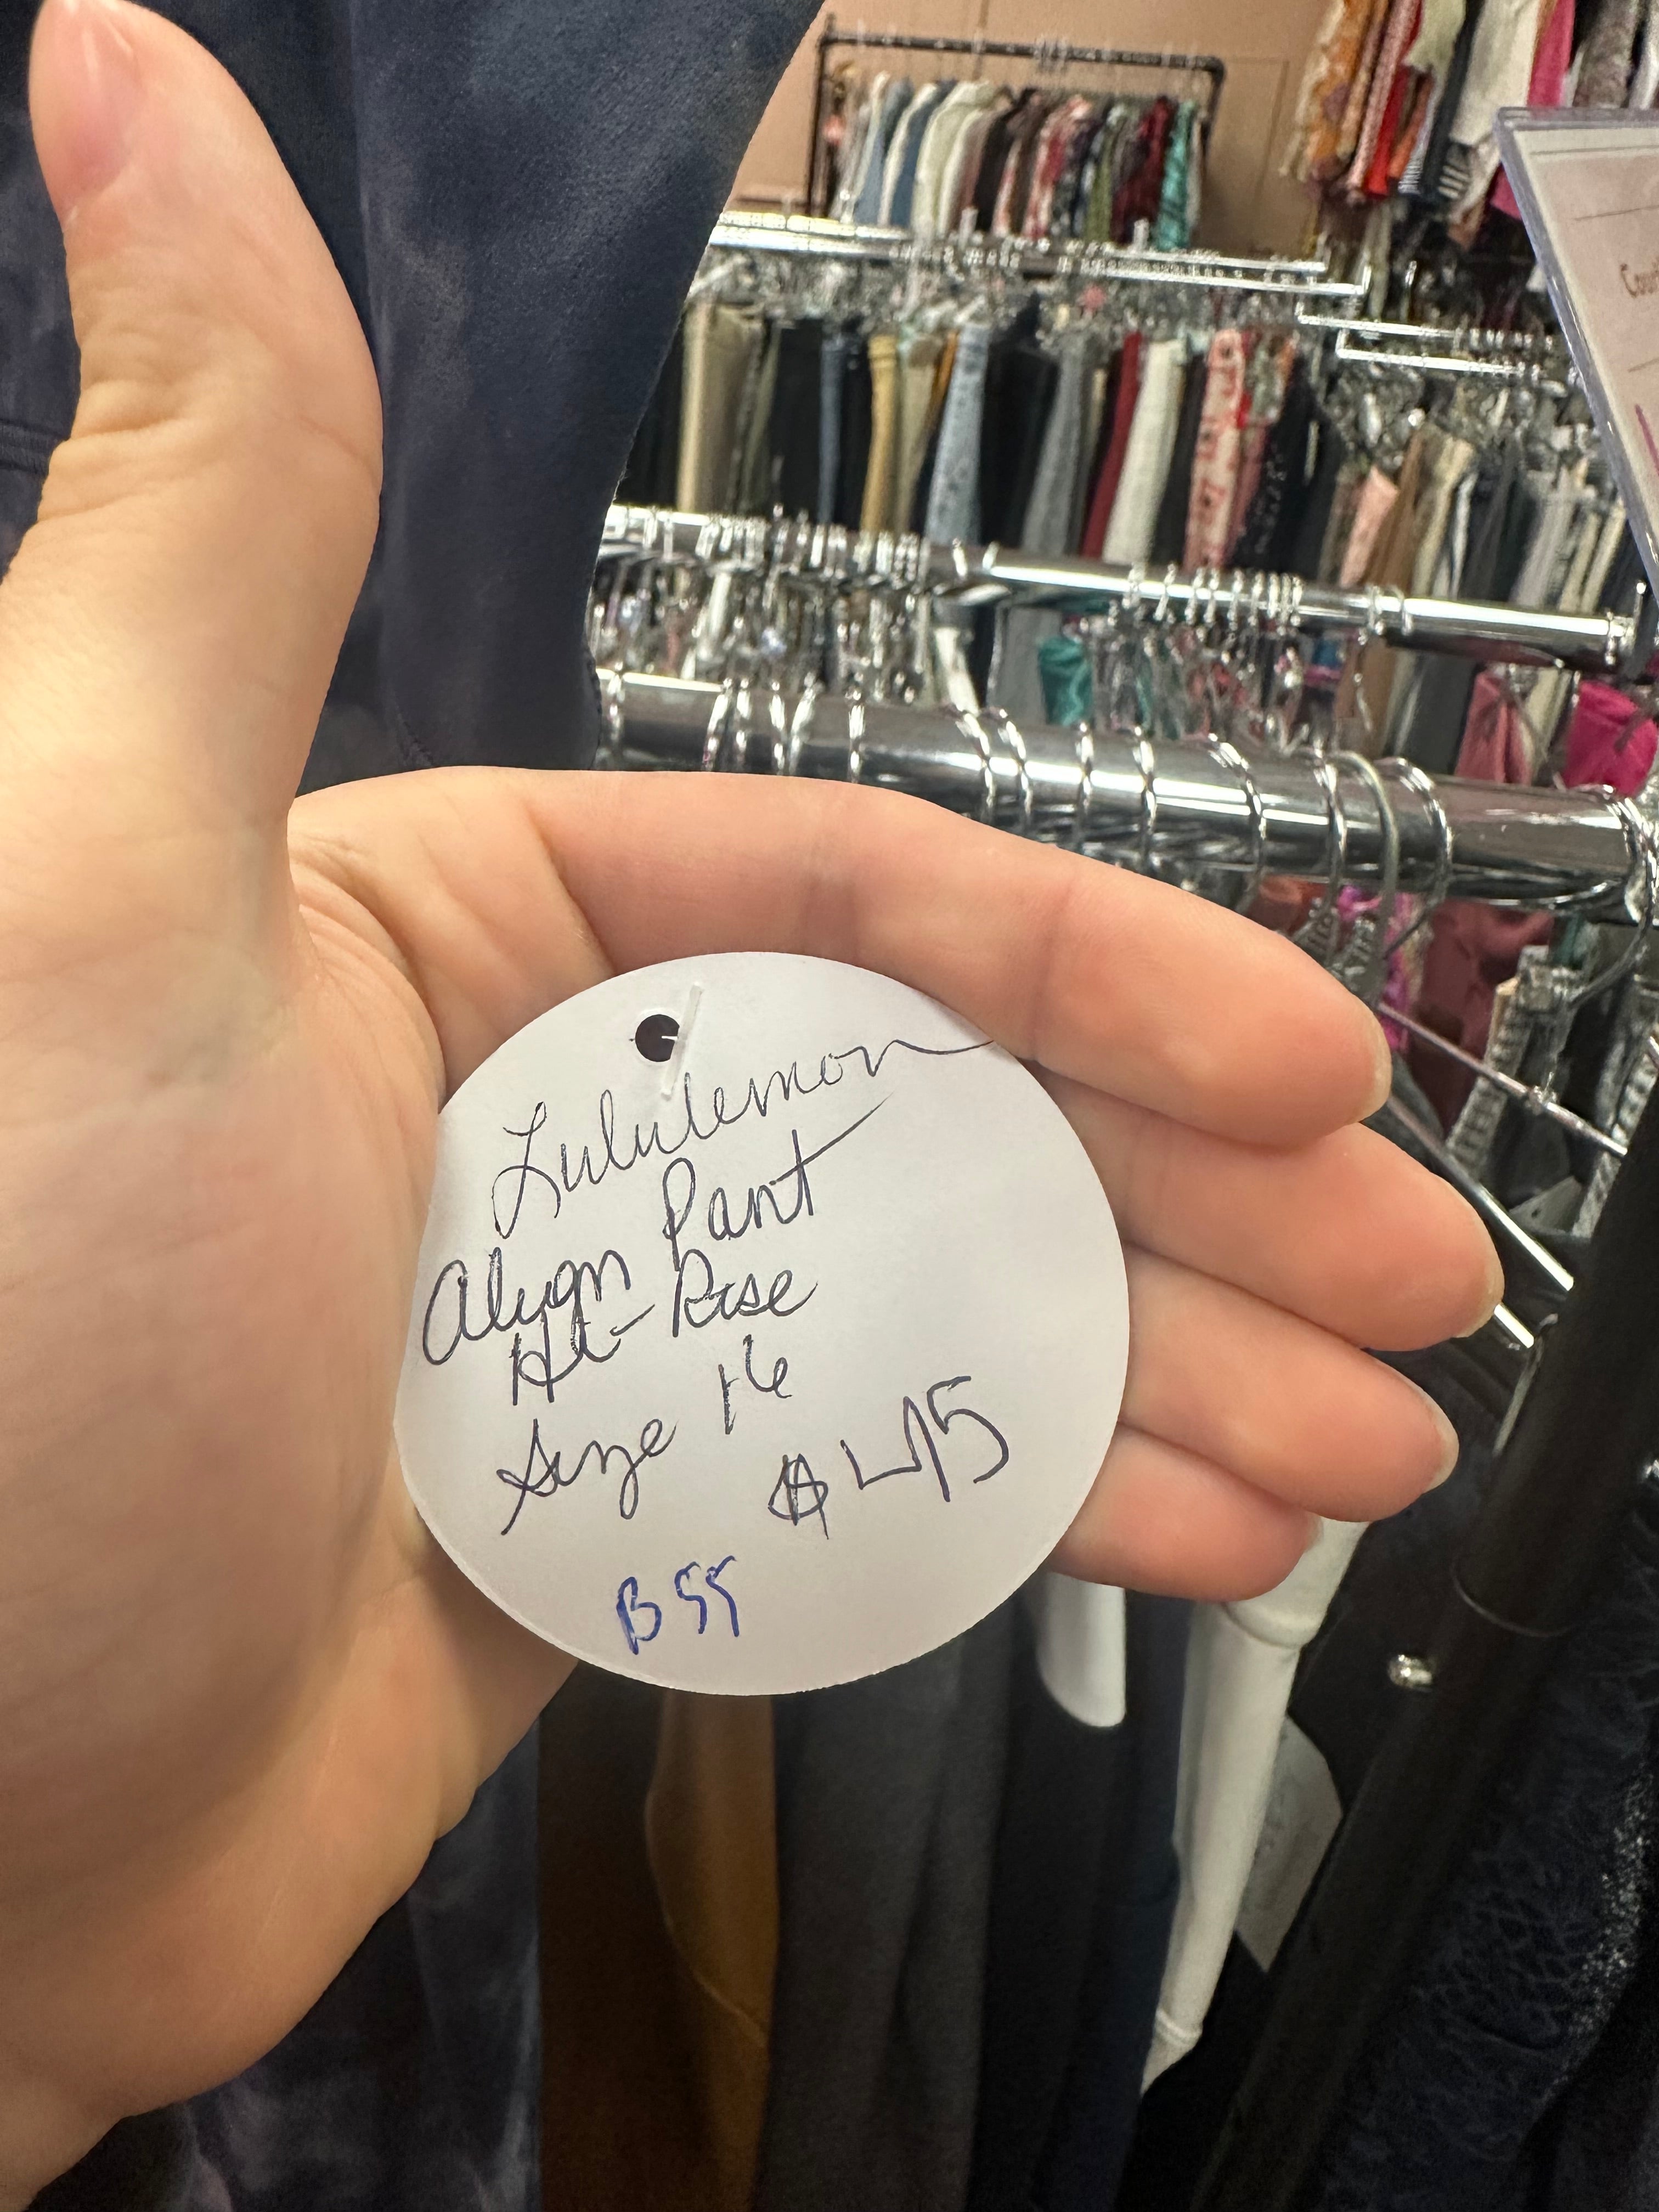 Lululemon
Align Pant
Hi-Rise
Size 16
$45
B55